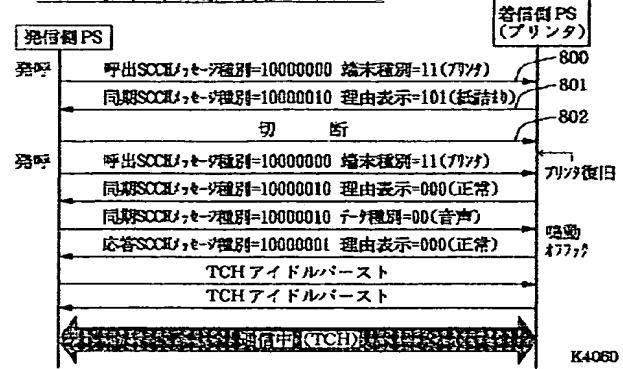 着信側PS
(プリンタ)
発信側PS
発呼
呼出SCCHメッセージ種別=10000000 端末種別=11(プリンタ)
800
同期SCCHメッセージ種別=10000010 理由表示=101(紙詰まり)
801
切 断
802
発呼
呼出SCCHメッセージ種別=10000000 端末種別=11(プリンタ)
プリンタ復旧
同期SCCHメッセージ種別=10000010 理由表示=000(正常)
同期SCCHメッセージ種別=10000010 データ種別=00(音声)
鳴動
オフフック
応答SCCHメッセージ種別=10000001 理由表示=000(正常)
TCHアイドルバースト
TCHアイドルバースト
通信中(TCH)
K4060